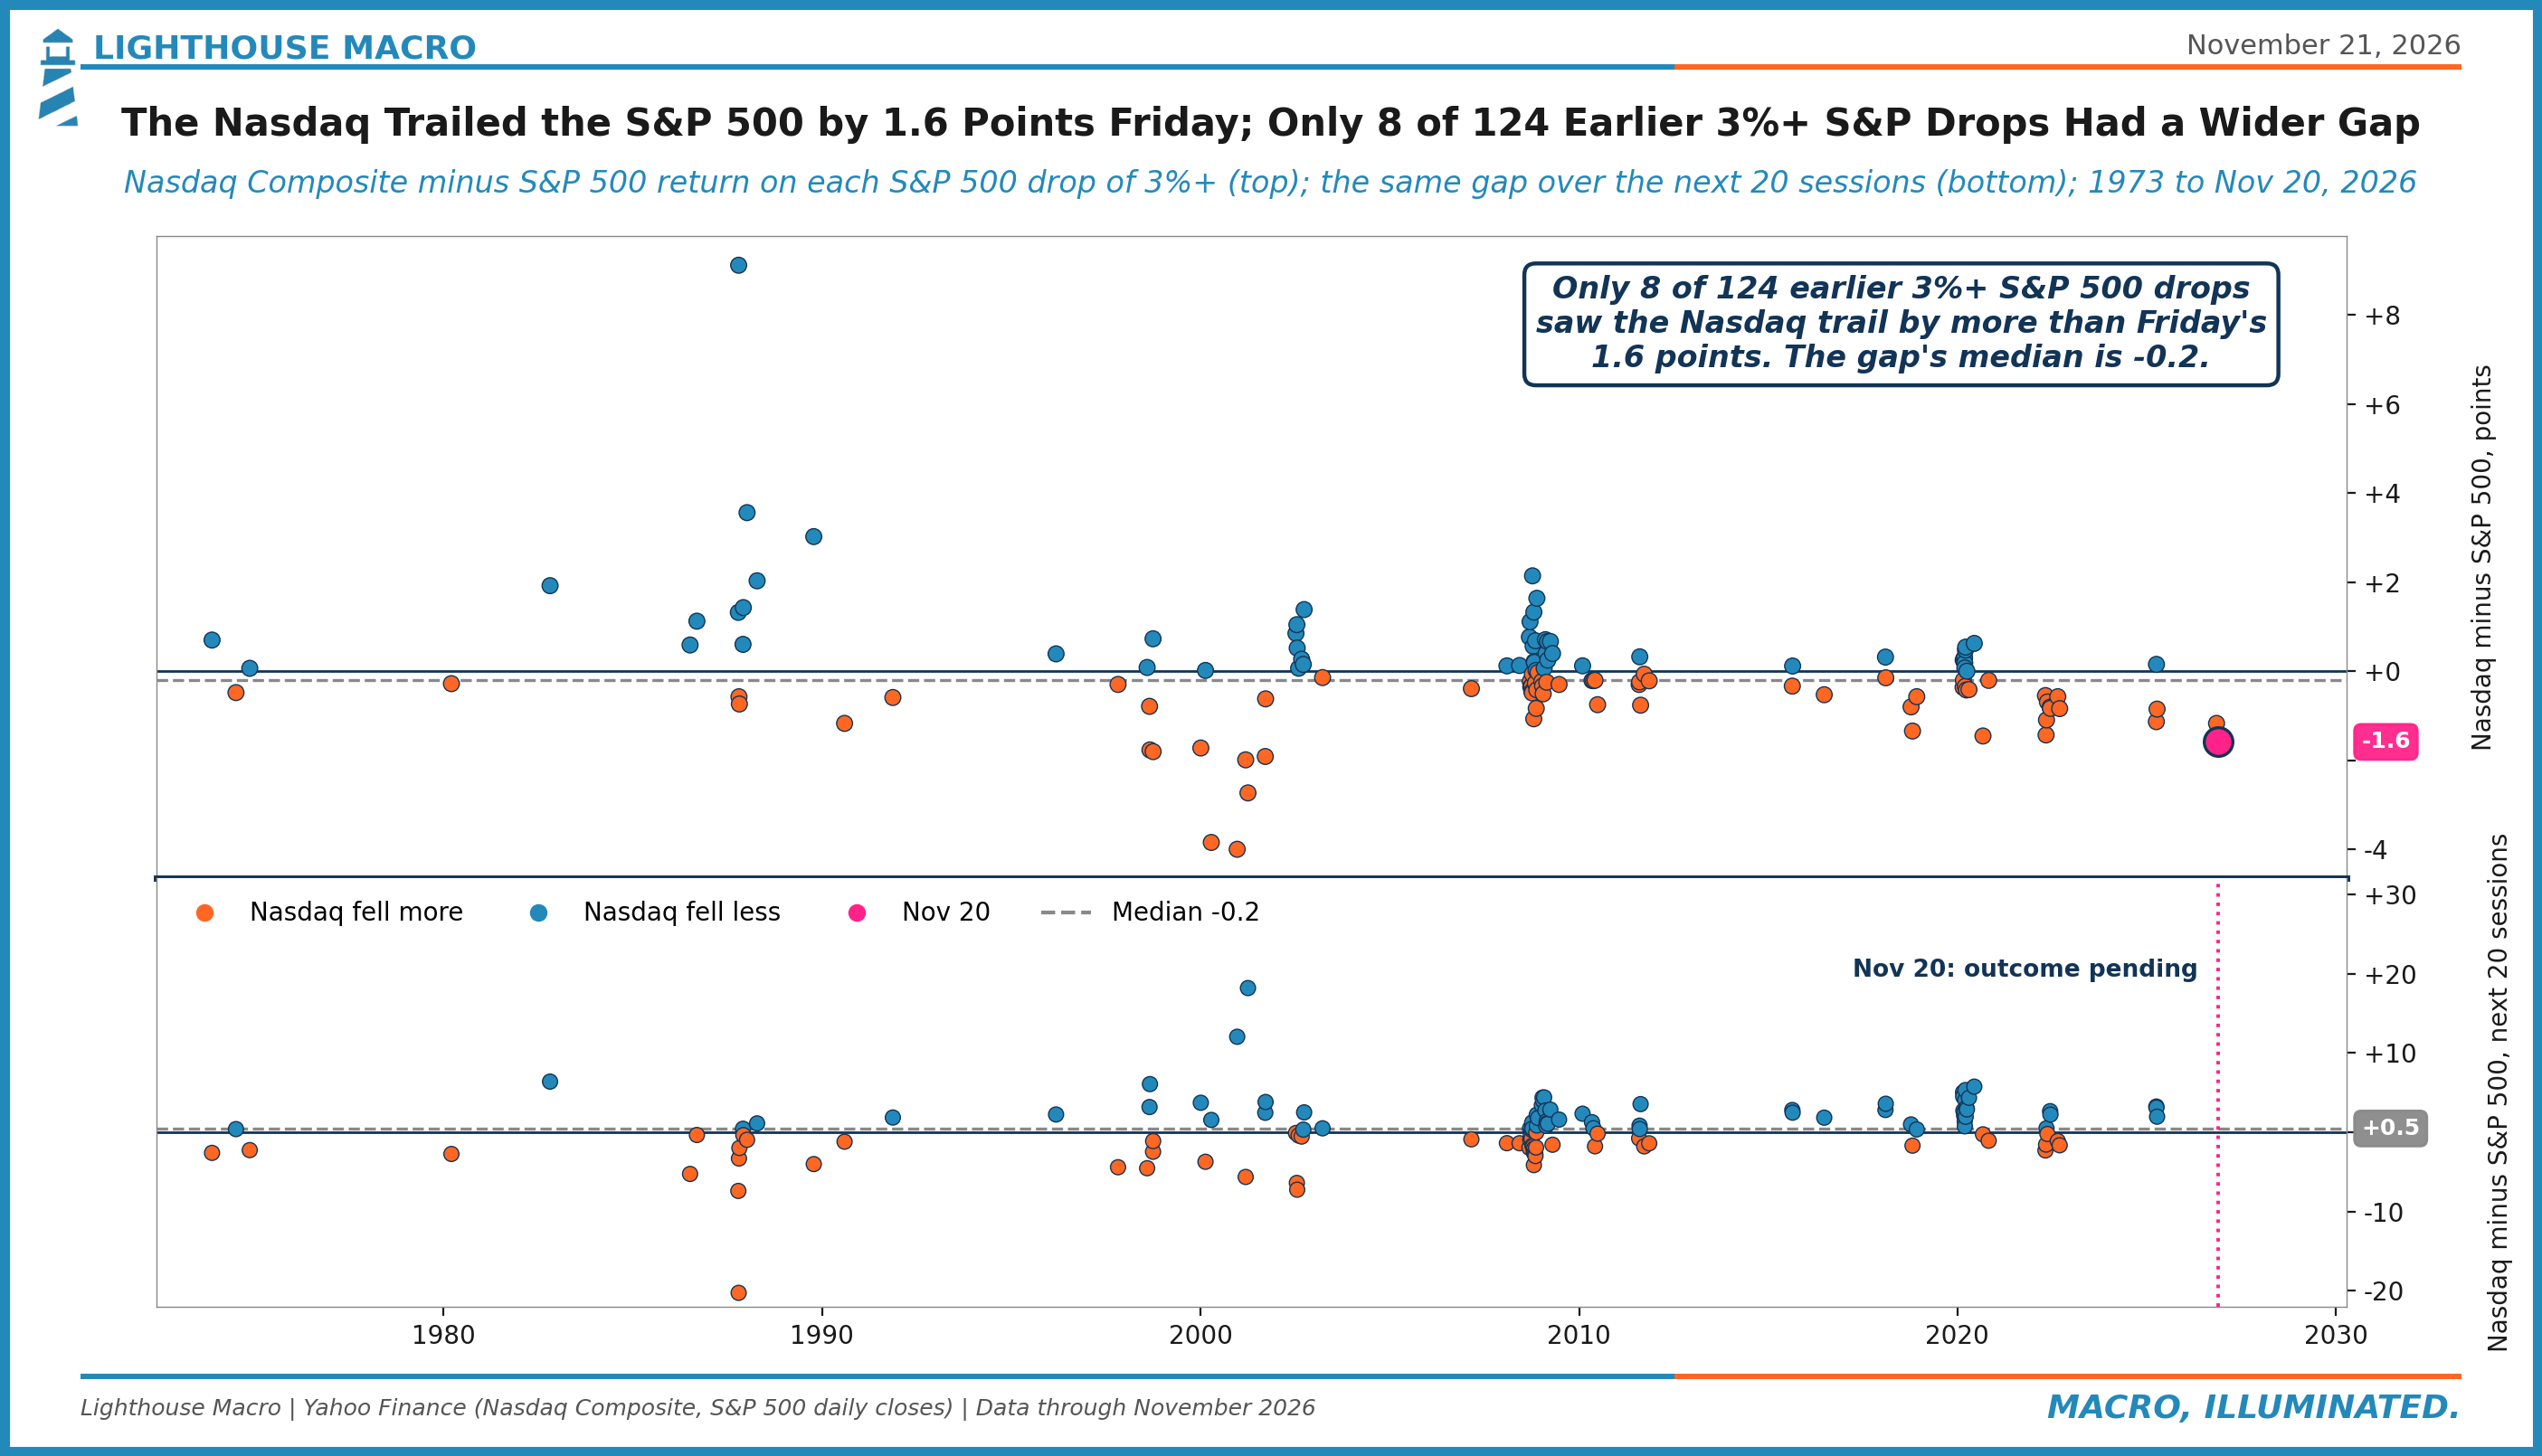 LIGHTHOUSE MACRO
November 21, 2026
The Nasdaq Trailed the S&P 500 by 1.6 Points Friday; Only 8 of 124 Earlier 3%+ S&P Drops Had a Wider Gap
Nasdaq Composite minus S&P 500 return on each S&P 500 drop of 3%+ (top); the same gap over the next 20 sessions (bottom); 1973 to Nov 20, 2026
Only 8 of 124 earlier 3%+ S&P 500 drops
saw the Nasdaq trail by more than Friday's
1.6 points. The gap's median is -0.2.
+8
+6
+4
+2
+0
-1.6
-4
Nasdaq minus S&P 500, points
Nasdaq fell more
Nasdaq fell less
Nov 20
Median -0.2
Nov 20: outcome pending
+30
+20
+10
+0.5
-10
-20
Nasdaq minus S&P 500, next 20 sessions
1980
1990
2000
2010
2020
2030
Lighthouse Macro | Yahoo Finance (Nasdaq Composite, S&P 500 daily closes) | Data through November 2026
MACRO, ILLUMINATED.